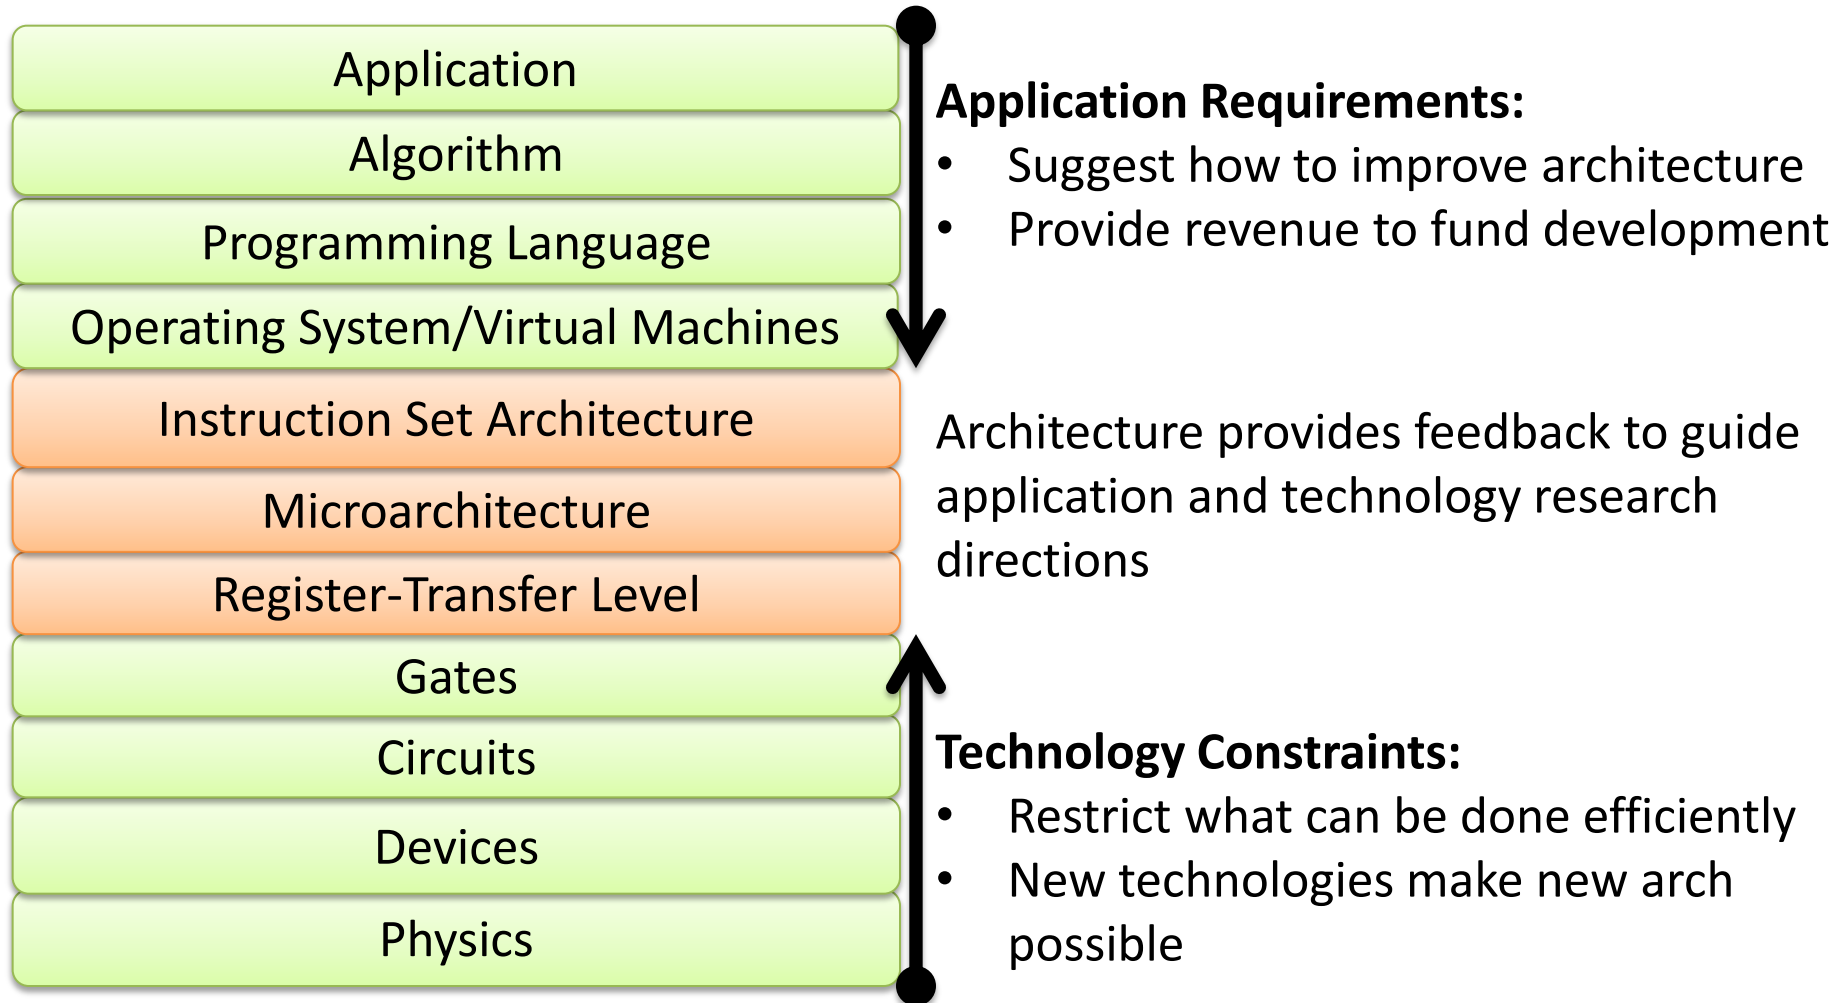 Application
Algorithm
Programming Language
Operating System/Virtual Machines
Instruction Set Architecture
Microarchitecture
Register-Transfer Level
Gates
Circuits
Devices
Physics
Application Requirements:
• Suggest how to improve architecture
• Provide revenue to fund development
Architecture provides feedback to guide
application and technology research
directions
Technology Constraints:
• Restrict what can be done efficiently
• New technologies make new arch
possible